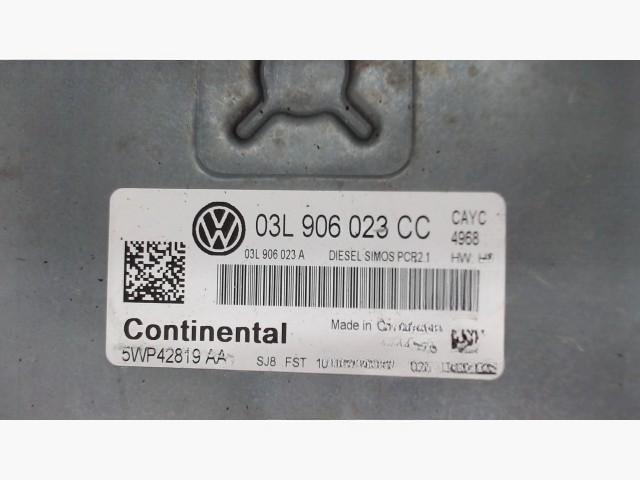 03L 906 023 CC CAYC
03L 906 023 A DIESEL SIMOS PCR2.1 4968
HW:
Continental Made in
5WP42819 AA SJ8 FST